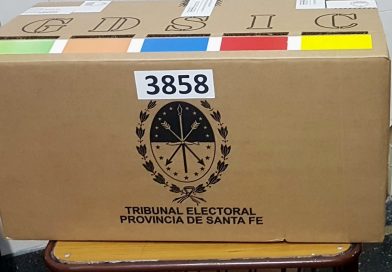 G D S I C
3858
TRIBUNAL ELECTORAL
PROVINCIA DE SANTA FE